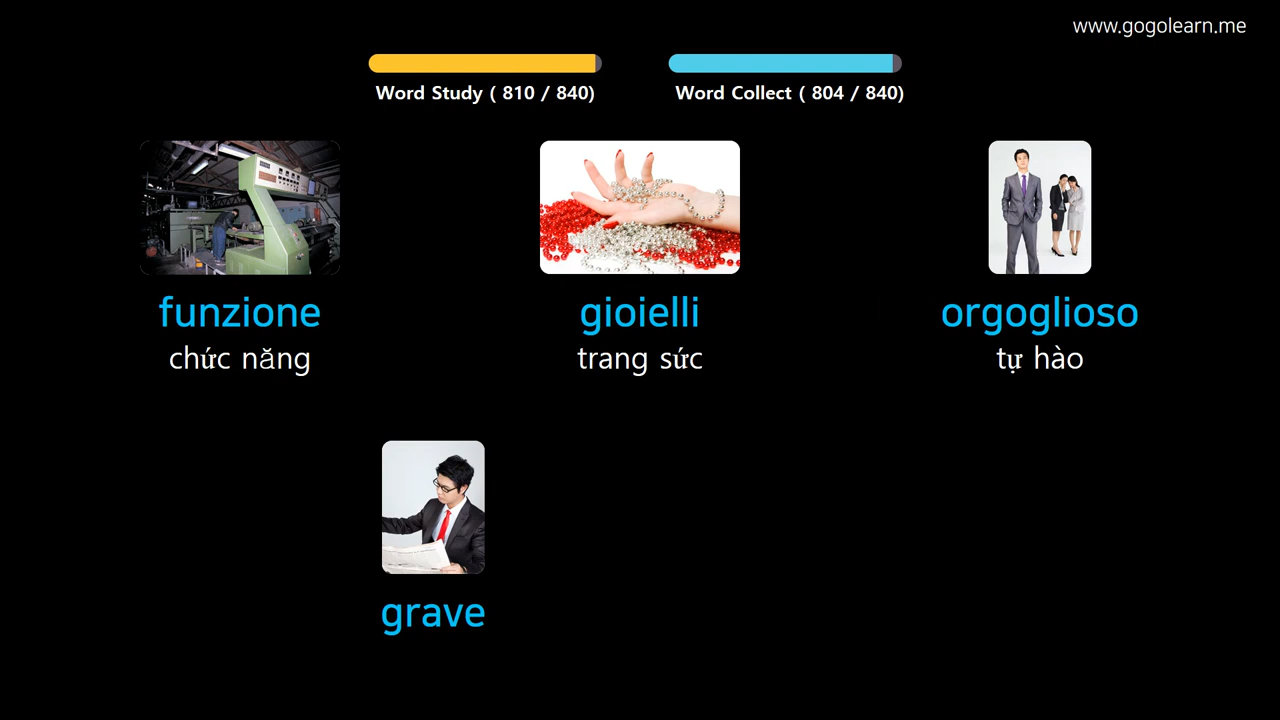 www.gogolearn.me
Word Study ( 810 / 840)
Word Collect ( 804 / 840)
funzione
gioielli
orgoglioso
chức năng
trang sức
tự hào
grave